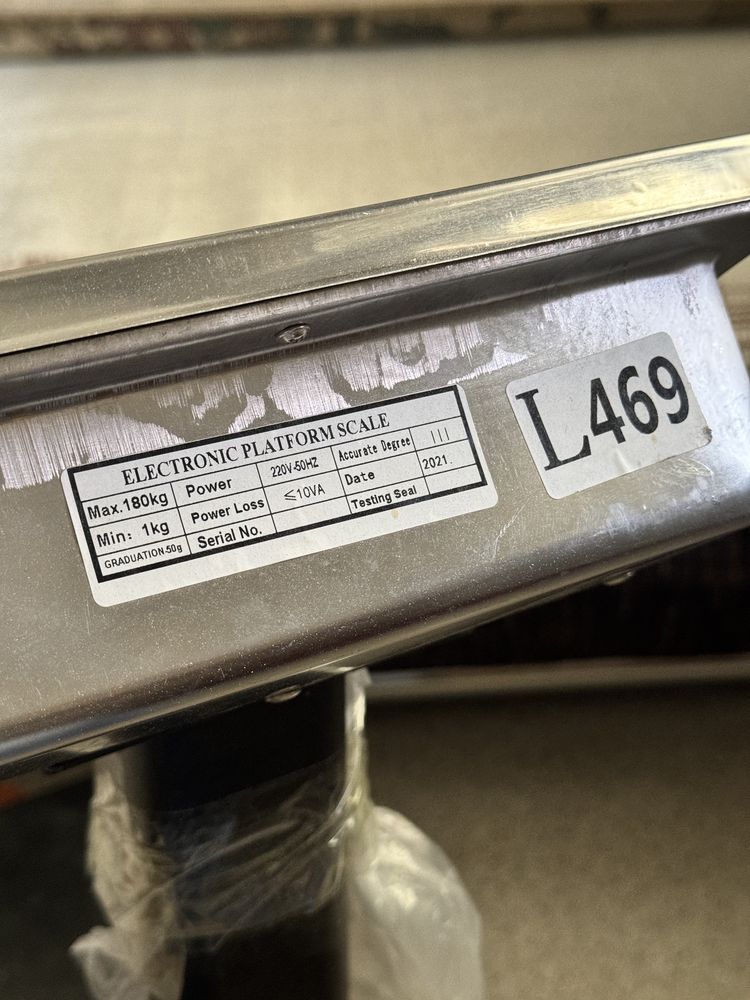 ELECTRONIC PLATFORM SCALE
Max.180kg Power 220V-50HZ Accurate Degree III
Min: 1kg Power Loss ≤10VA Date 2021.
GRADUATION-50g Serial No. Testing Seal
L469